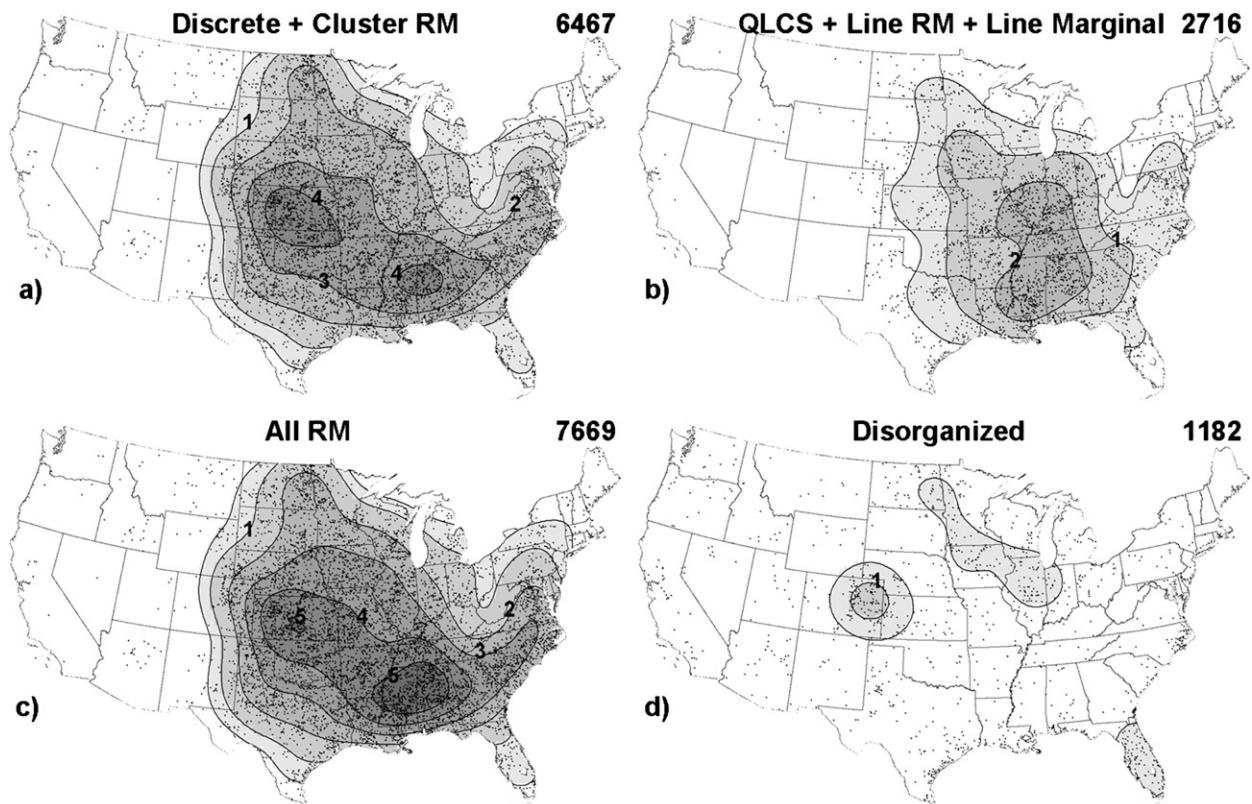 Discrete + Cluster RM 6467
1
4
2
4
3
a)
QLCS + Line RM + Line Marginal 2716
1
2
b)
All RM 7669
1
5
4
2
3
5
c)
Disorganized 1182
1
d)